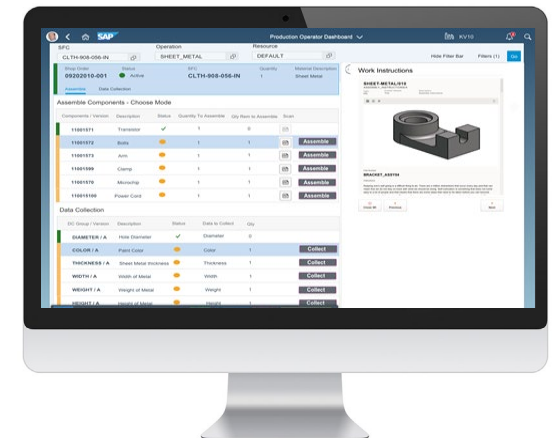 SAP Production Operator Dashboard KV10
SFC Operation Resource
CLTH-908-056-IN SHEET_METAL DEFAULT Hide Filter Bar Filters (1) Go
Shop Order Status SFC Quantity Material Description
09202010-001 Active CLTH-908-056-IN 1 Sheet Metal
Assemble Data Collection
Work Instructions
SHEET-METAL/010
Assemble Components - Choose Mode
Components / Version Description Status Quantity To Assemble Qty Rem to Assemble Scan
11001571 Transistor 1 0
11001572 Bolts 1 1 Assemble
11001573 Arm 1 1 Assemble
11001599 Clamp 1 1 Assemble
11001570 Microchip 1 1 Assemble
110015100 Power Cord 1 1 Assemble
BRACKET_ASSY04
Previous Next
Data Collection
DC Group / Version Description Status Data to Collect Qty
DIAMETER / A Hole Diameter Diameter 0
COLOR / A Paint Color Color 1 Collect
THICKNESS / A Sheet Metal thickness Thickness 1 Collect
WIDTH / A Width of Metal Width 1 Collect
WEIGHT / A Weight of Metal Weight 1 Collect
HEIGHT / A Height of Metal Height 1 Collect